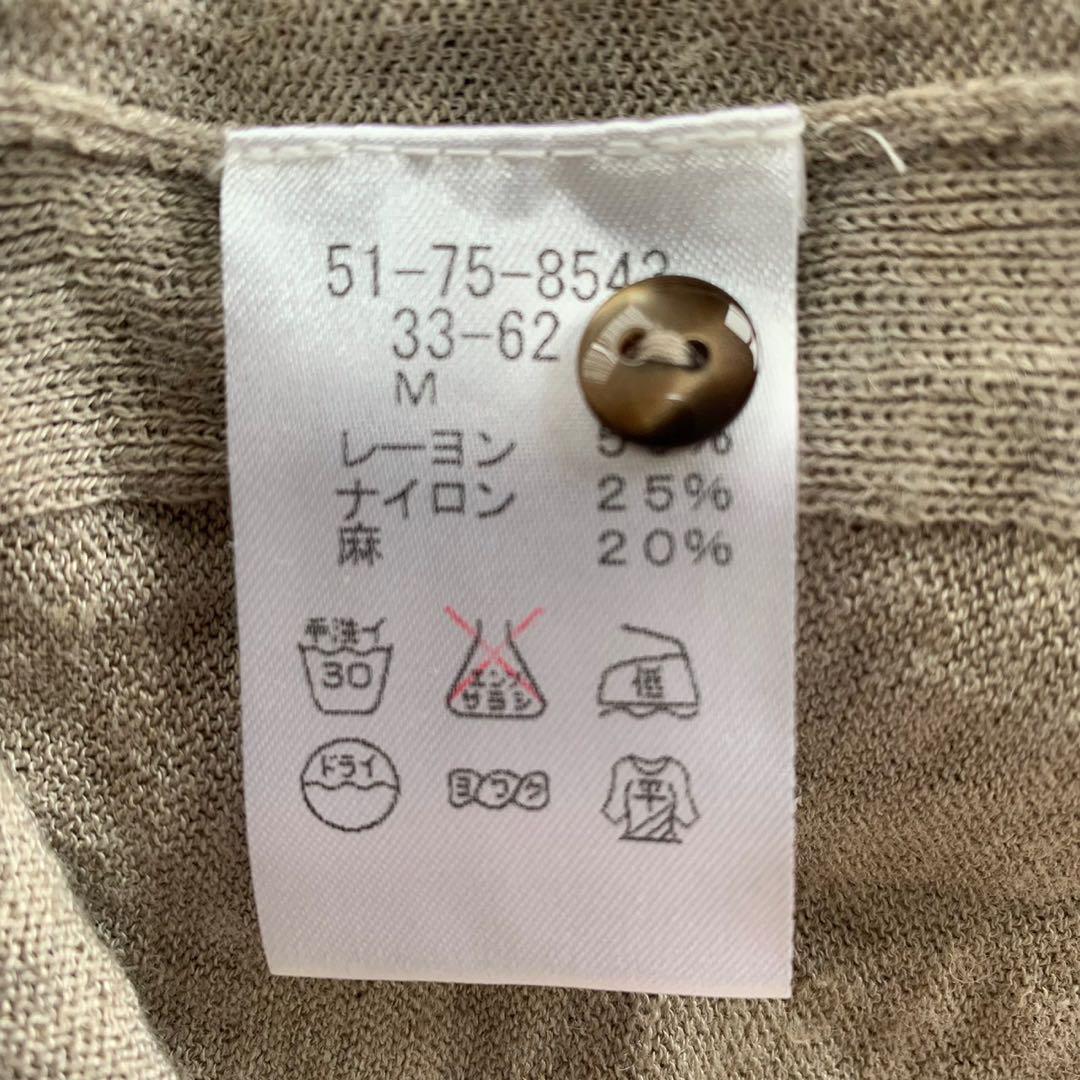 51-75-8543
33-62
M
レーヨン
ナイロン 25%
麻 20%
手洗イ
30
エンソ
サラシ
低
ドライ
ヨワク
平